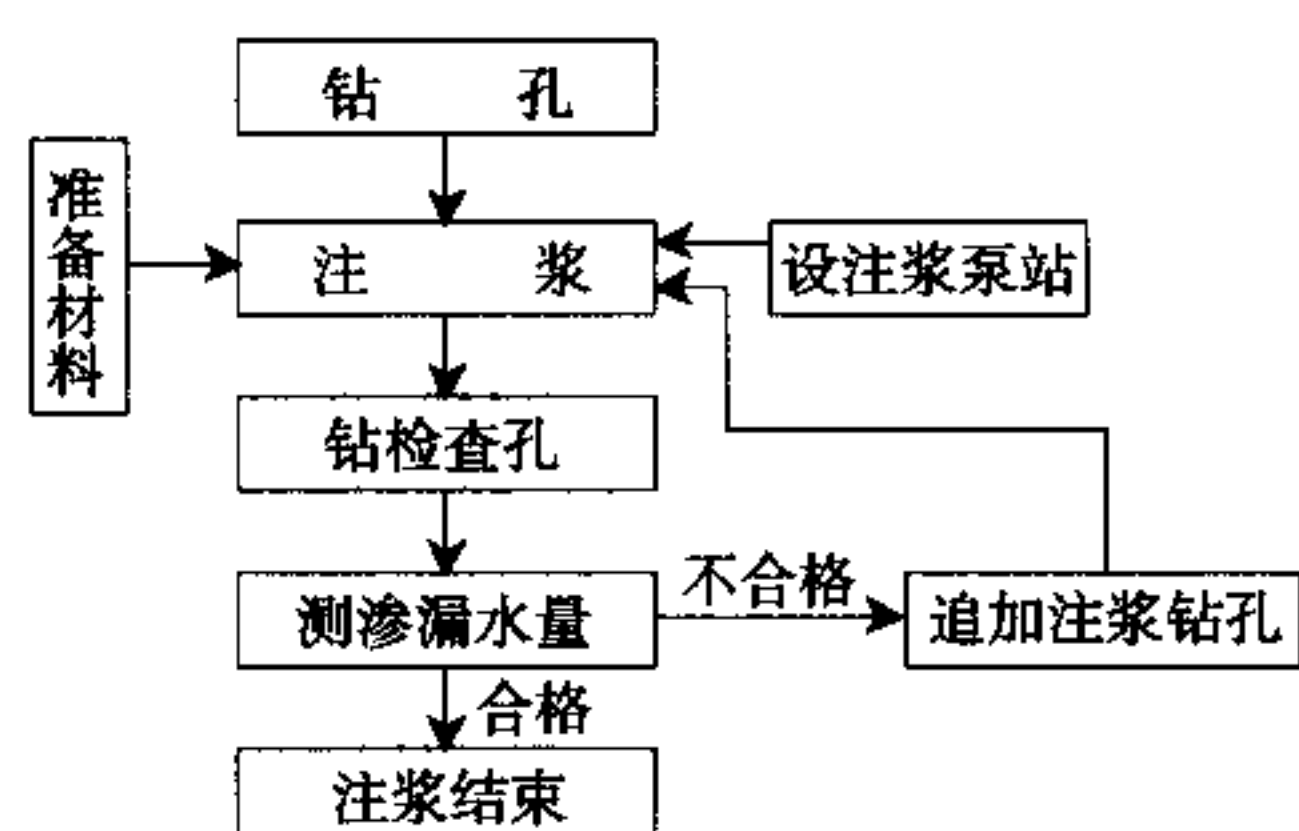 钻 孔
准备材料
注 浆
设注浆泵站
钻检查孔
测渗漏水量
不合格
追加注浆钻孔
合格
注浆结束